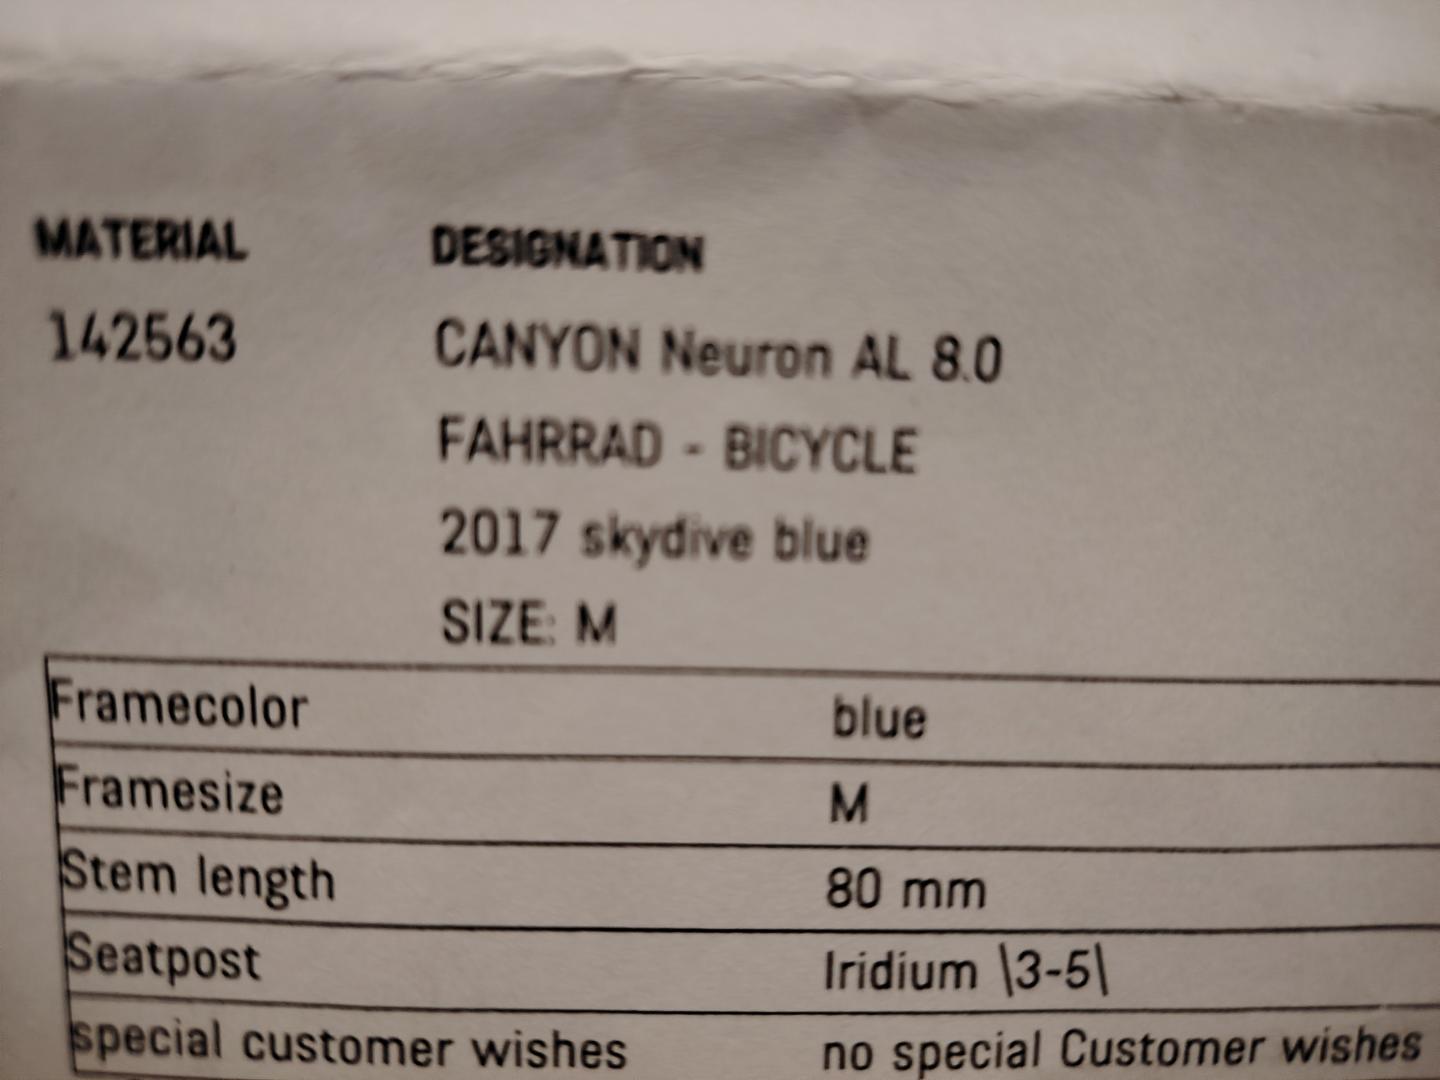 MATERIAL DESIGNATION
142563 CANYON Neuron AL 8.0
FAHRRAD - BICYCLE
2017 skydive blue
SIZE: M
Framecolor blue
Framesize M
Stem length 80 mm
Seatpost Iridium \3-5\
special customer wishes no special Customer wishes